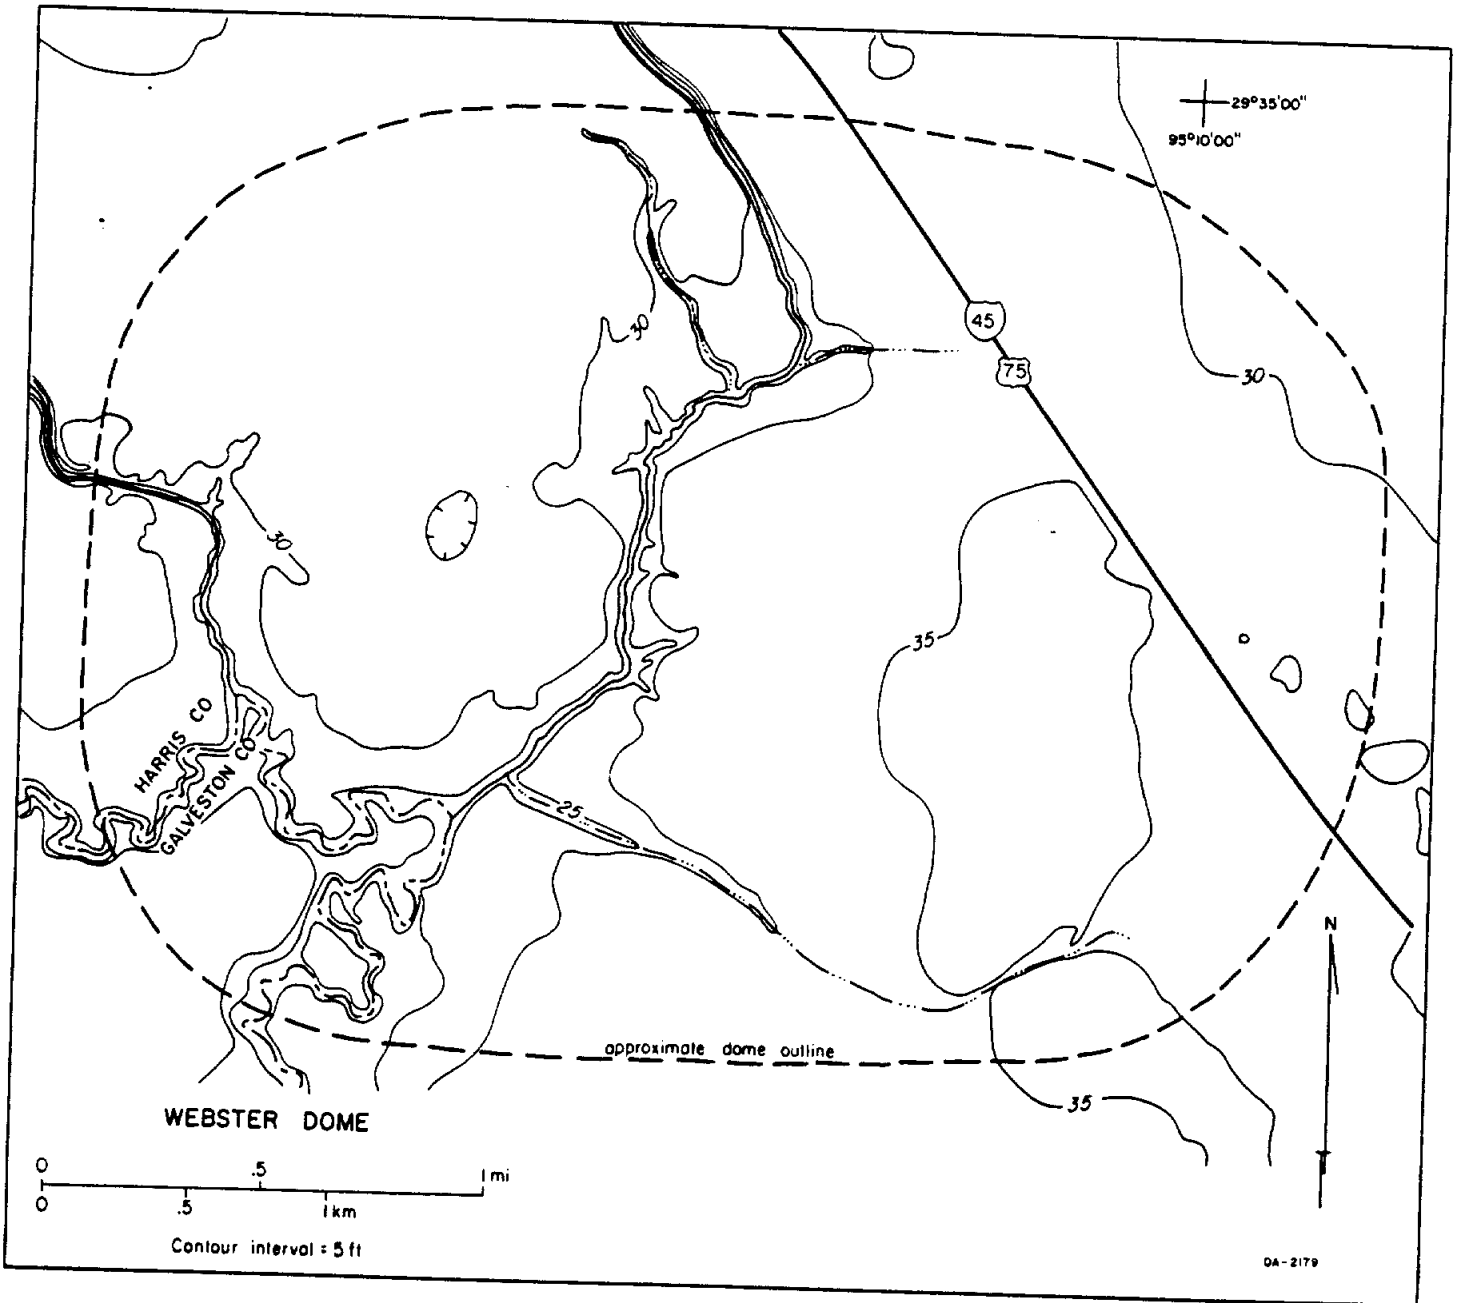 29°35'00"
95°10'00"
30
45
75
30
30
35
HARRIS CO
GALVESTON CO
25
N
approximate dome outline
35
WEBSTER DOME
0 .5 1 mi
0 .5 1 km
Contour interval = 5 ft
DA-2179